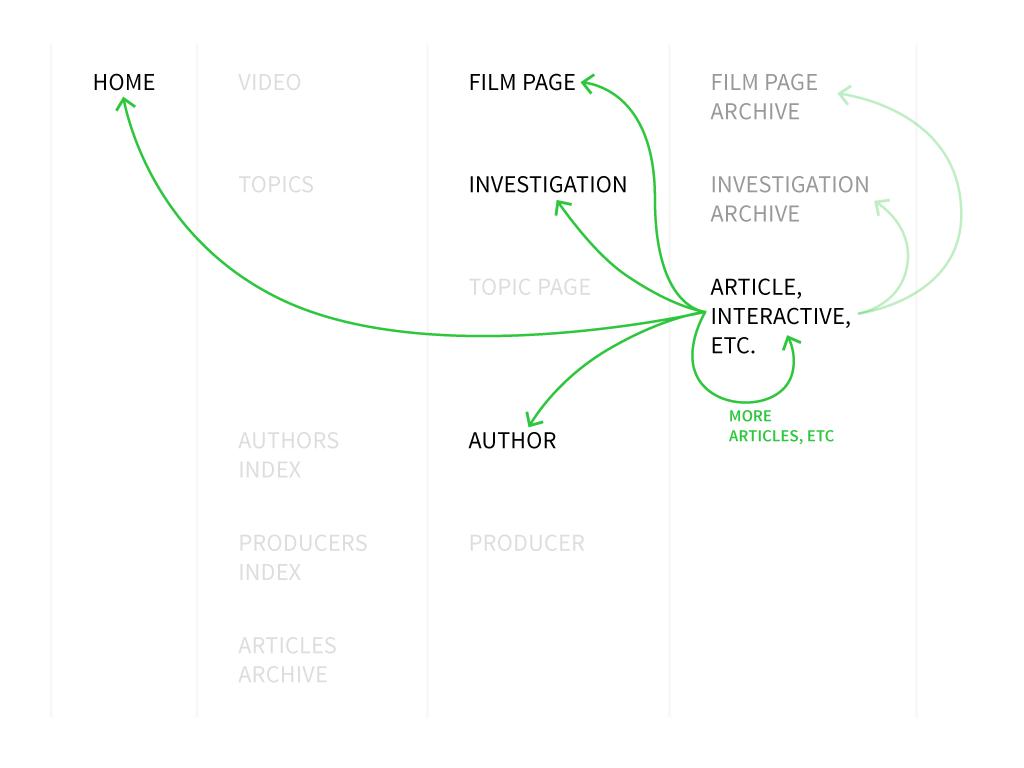 HOME
VIDEO
FILM PAGE
FILM PAGE
ARCHIVE
TOPICS
INVESTIGATION
INVESTIGATION
ARCHIVE
TOPIC PAGE
ARTICLE,
INTERACTIVE,
ETC.
MORE
ARTICLES, ETC
AUTHORS
INDEX
AUTHOR
PRODUCERS
INDEX
PRODUCER
ARTICLES
ARCHIVE